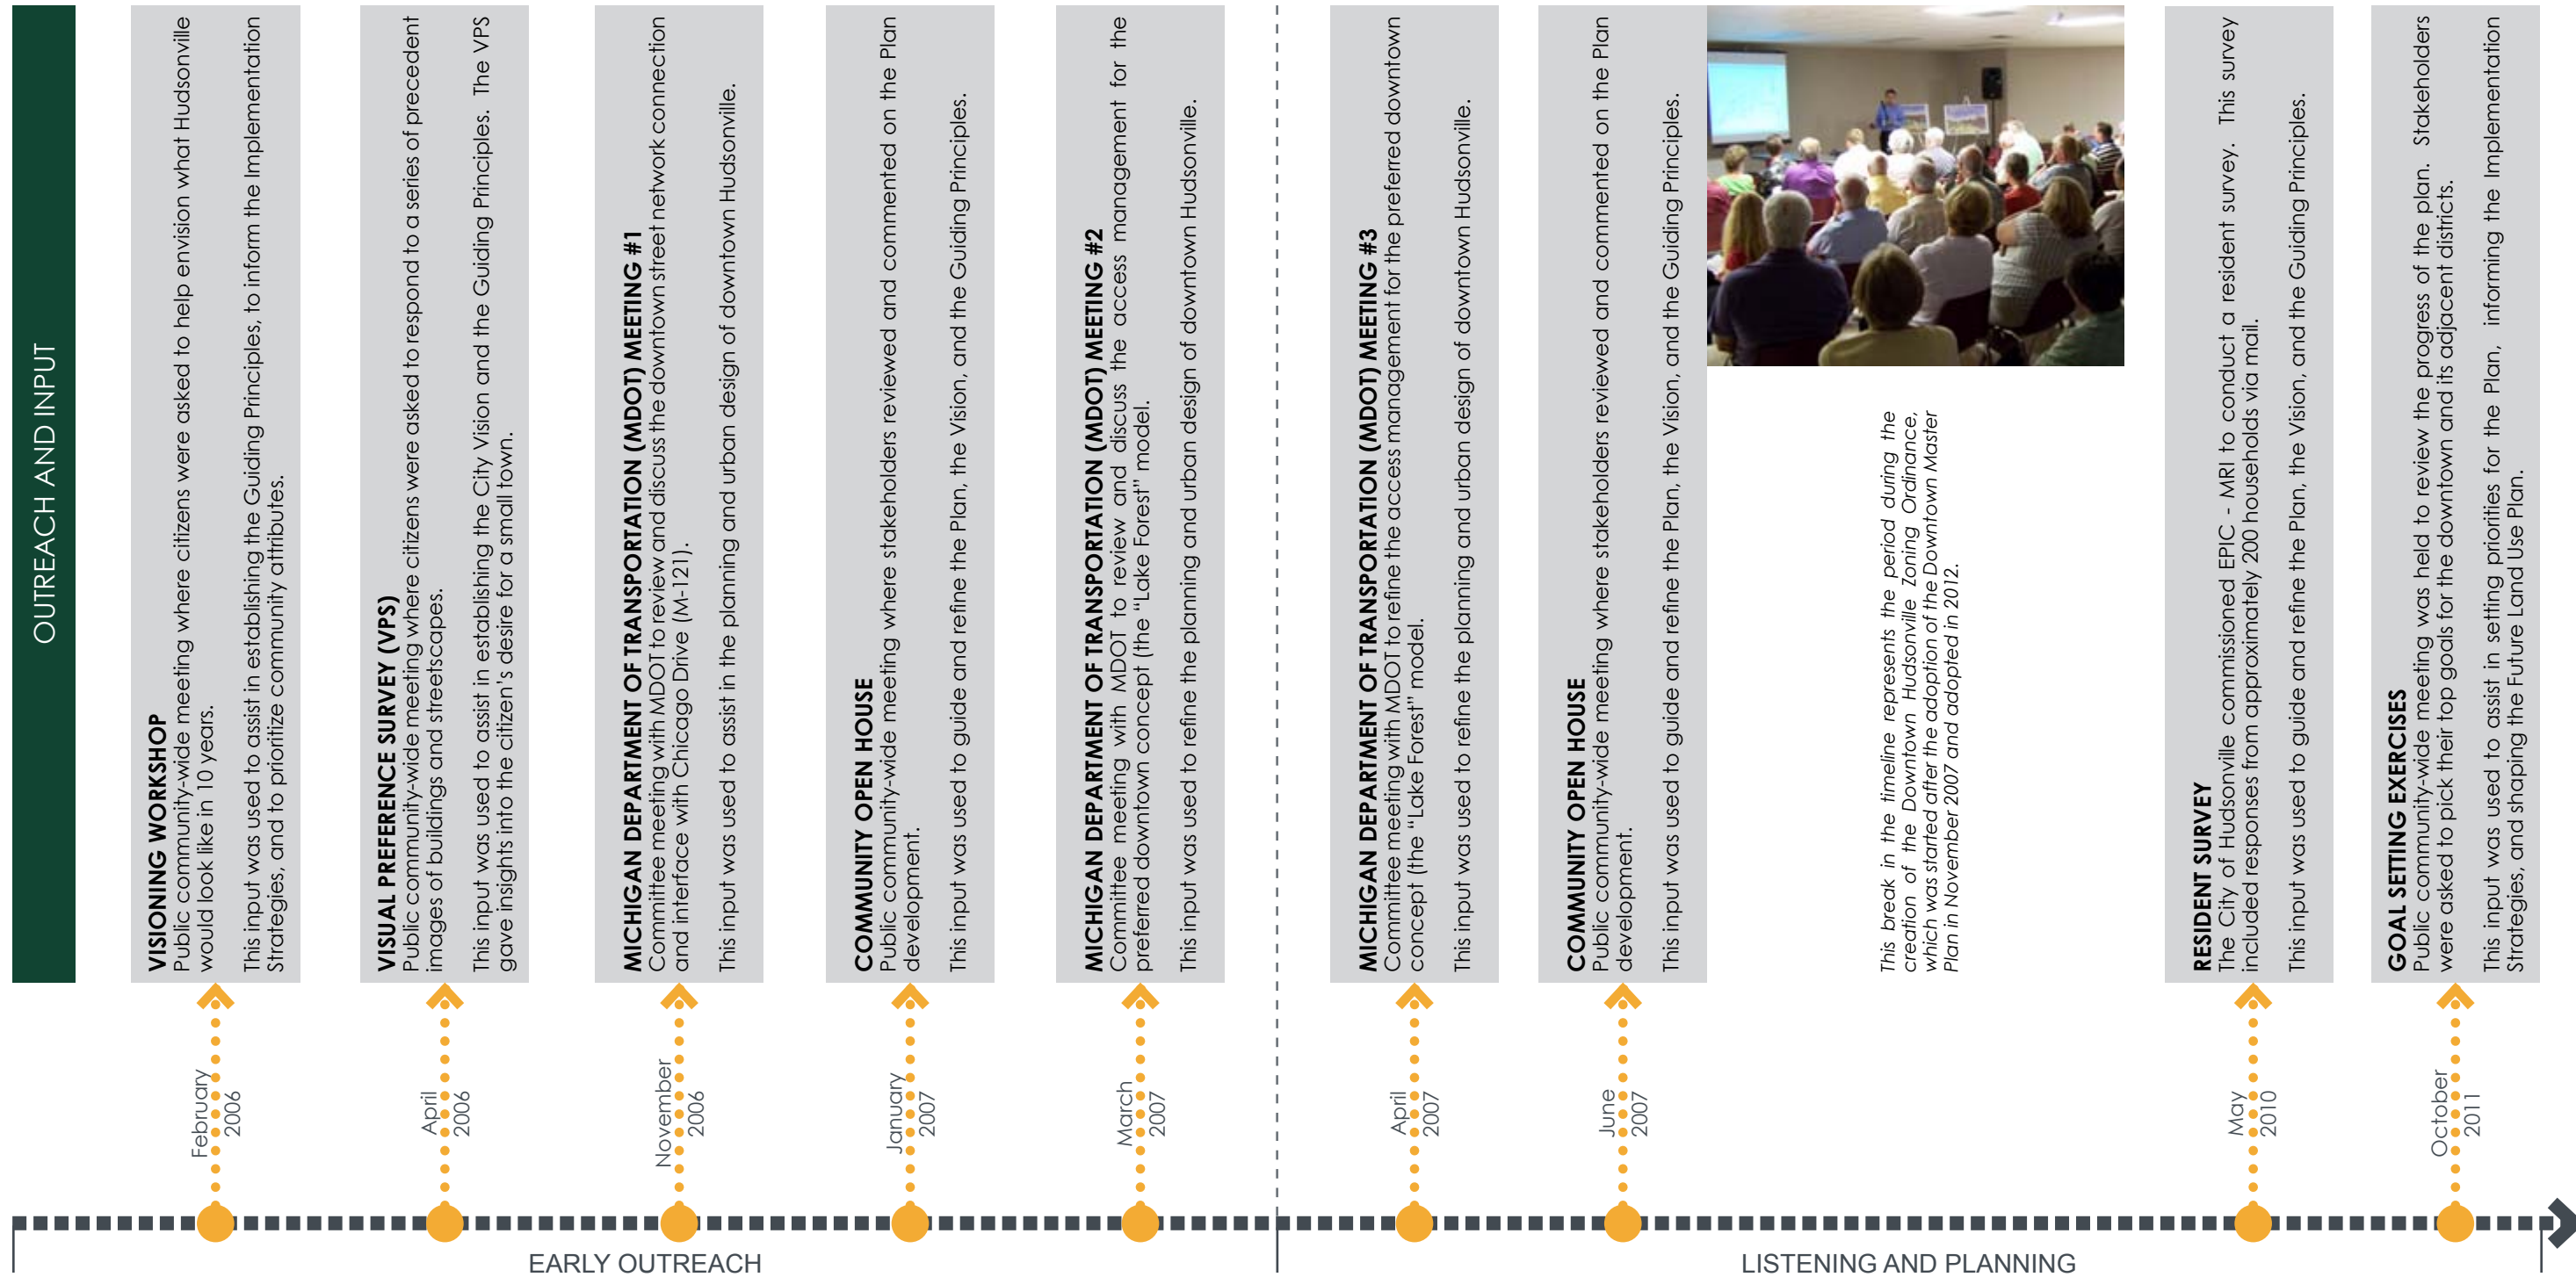 OUTREACH AND INPUT
VISIONING WORKSHOP
Public community-wide meeting where citizens were asked to help envision what Hudsonville
would look like in 10 years.
This input was used to assist in establishing the Guiding Principles, to inform the Implementation
Strategies, and to prioritize community attributes.
February
2006
VISUAL PREFERENCE SURVEY (VPS)
Public community-wide meeting where citizens were asked to respond to a series of precedent
images of buildings and streetscapes.
This input was used to assist in establishing the City Vision and the Guiding Principles. The VPS
gave insights into the citizen's desire for a small town.
April
2006
MICHIGAN DEPARTMENT OF TRANSPORTATION (MDOT) MEETING #1
Committee meeting with MDOT to review and discuss the downtown street network connection
and interface with Chicago Drive (M-121).
This input was used to assist in the planning and urban design of downtown Hudsonville.
November
2006
COMMUNITY OPEN HOUSE
Public community-wide meeting where stakeholders reviewed and commented on the Plan
development.
This input was used to guide and refine the Plan, the Vision, and the Guiding Principles.
January
2007
MICHIGAN DEPARTMENT OF TRANSPORTATION (MDOT) MEETING #2
Committee meeting with MDOT to review and discuss the access management for the
preferred downtown concept (the "Lake Forest" model.
This input was used to refine the planning and urban design of downtown Hudsonville.
March
2007
MICHIGAN DEPARTMENT OF TRANSPORTATION (MDOT) MEETING #3
Committee meeting with MDOT to refine the access management for the preferred downtown
concept (the "Lake Forest" model.
This input was used to refine the planning and urban design of downtown Hudsonville.
April
2007
COMMUNITY OPEN HOUSE
Public community-wide meeting where stakeholders reviewed and commented on the Plan
development.
This input was used to guide and refine the Plan, the Vision, and the Guiding Principles.
June
2007
This break in the timeline represents the period during the
creation of the Downtown Hudsonville Zoning Ordinance,
which was started after the adoption of the Downtown Master
Plan in November 2007 and adopted in 2012.
RESIDENT SURVEY
The City of Hudsonville commissioned EPIC - MRI to conduct a resident survey. This survey
included responses from approximately 200 households via mail.
This input was used to guide and refine the Plan, the Vision, and the Guiding Principles.
May
2010
GOAL SETTING EXERCISES
Public community-wide meeting was held to review the progress of the plan. Stakeholders
were asked to pick their top goals for the downtown and its adjacent districts.
This input was used to assist in setting priorities for the Plan, informing the Implementation
Strategies, and shaping the Future Land Use Plan.
October
2011
EARLY OUTREACH
LISTENING AND PLANNING